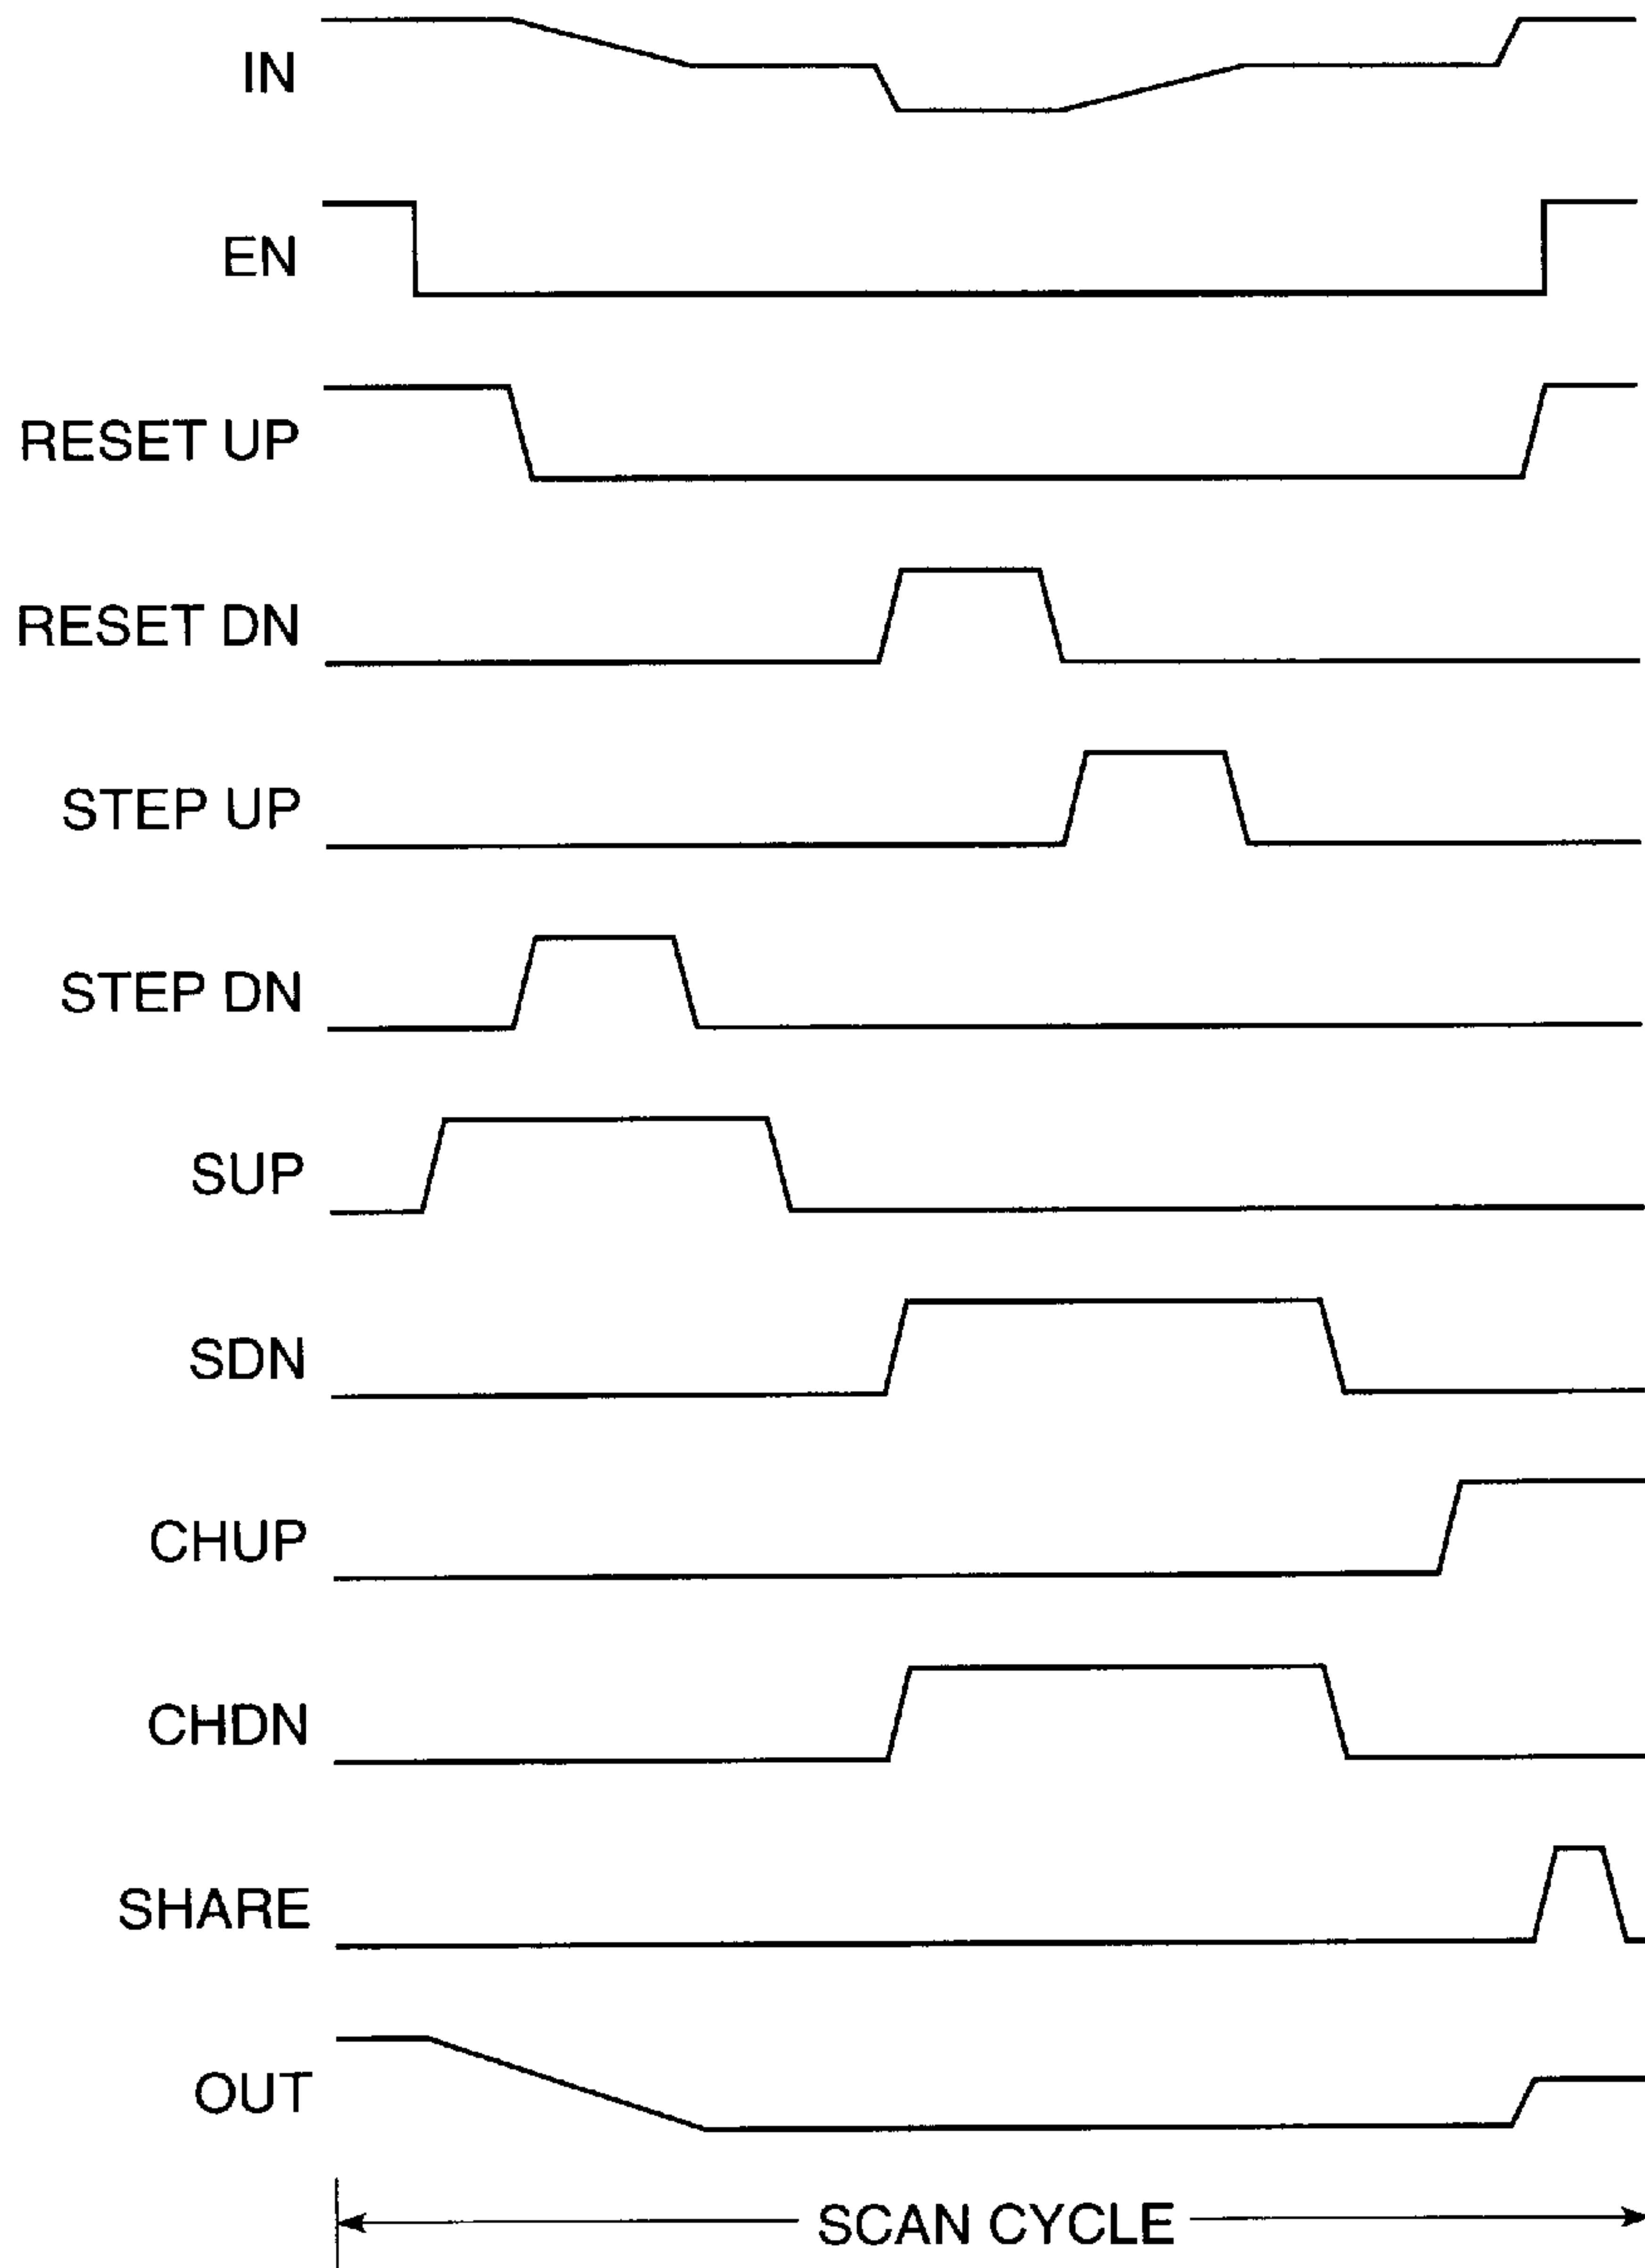 IN
EN
RESET UP
RESET DN
STEP UP
STEP DN
SUP
SDN
CHUP
CHDN
SHARE
OUT
SCAN CYCLE